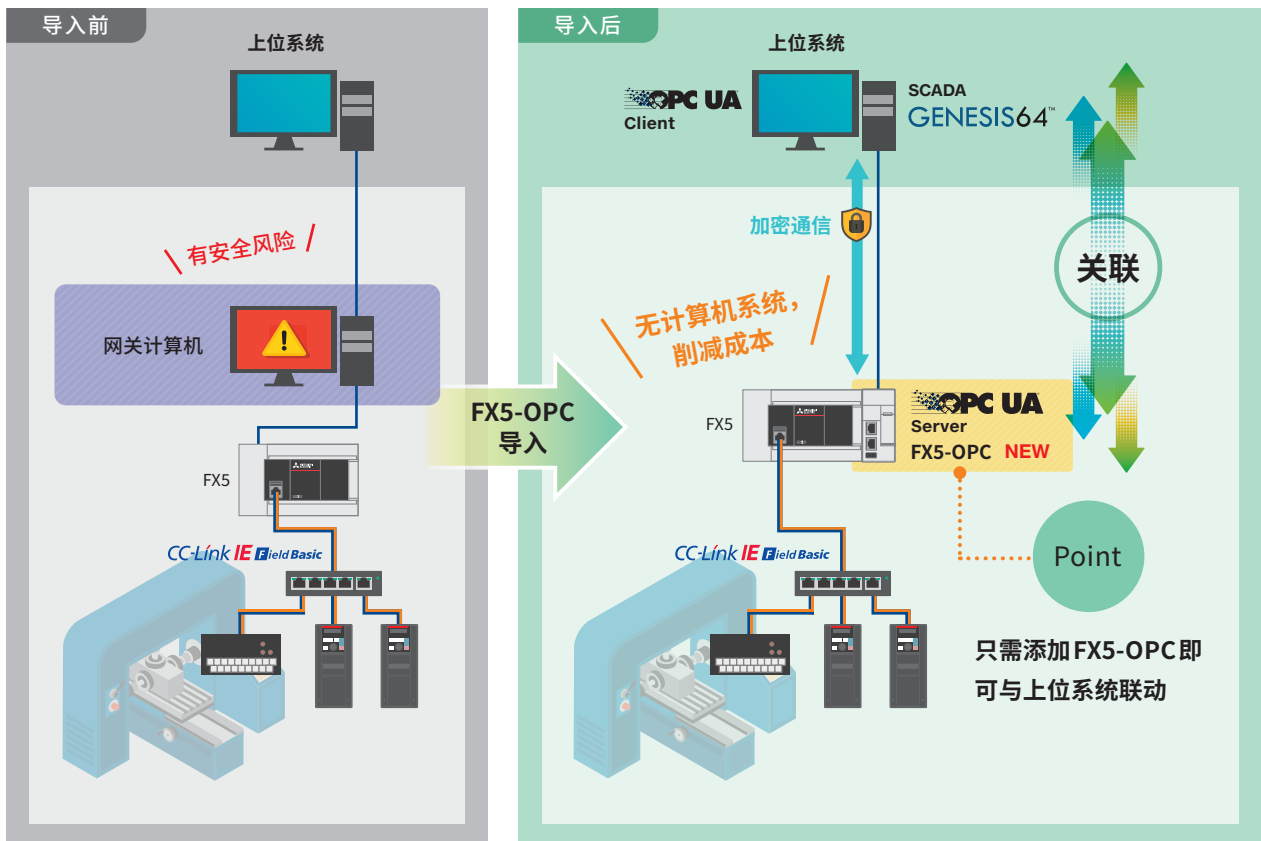 导入前
上位系统
有安全风险
网关计算机
FX5
CC-Link IE Field Basic
FX5-OPC
导入
导入后
上位系统
OPC UA
Client
SCADA
GENESIS64™
加密通信
关联
无计算机系统，
削减成本
FX5
OPC UA
Server
FX5-OPC NEW
CC-Link IE Field Basic
Point
只需添加FX5-OPC即
可与上位系统联动